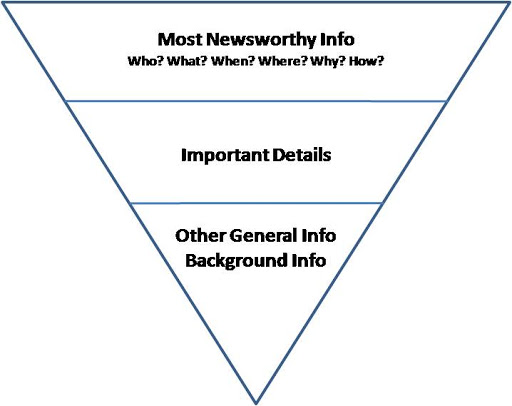 Most Newsworthy Info
Who? What? When? Where? Why? How?
Important Details
Other General Info
Background Info